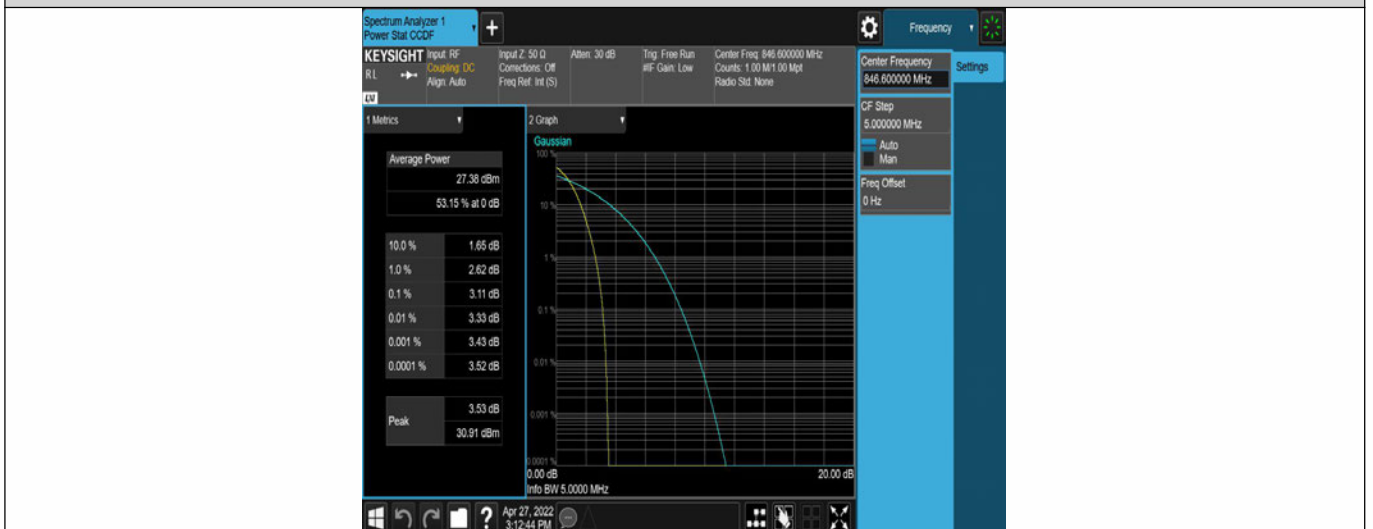 Spectrum Analyzer 1
Power Stat CCDF
+
Frequency
KEYSIGHT
RL
LXI
Input: RF
Coupling: DC
Align: Auto
Input Z: 50 Ω
Corrections: Off
Freq Ref: Int (S)
Atten: 30 dB
Trig: Free Run
#IF Gain: Low
Center Freq: 846.600000 MHz
Counts: 1.00 M/1.00 Mpt
Radio Std: None
Center Frequency
846.600000 MHz
Settings
CF Step
5.000000 MHz
Auto
Man
Freq Offset
0 Hz
1 Metrics
Average Power
27.38 dBm
53.15 % at 0 dB
10.0 % 1.65 dB
1.0 % 2.62 dB
0.1 % 3.11 dB
0.01 % 3.33 dB
0.001 % 3.43 dB
0.0001 % 3.52 dB
Peak
3.53 dB
30.91 dBm
2 Graph
Gaussian
100 %
10 %
1 %
0.1 %
0.01 %
0.001 %
0.0001 %
0.00 dB 20.00 dB
Info BW 5.0000 MHz
?
Apr 27, 2022
3:12:44 PM